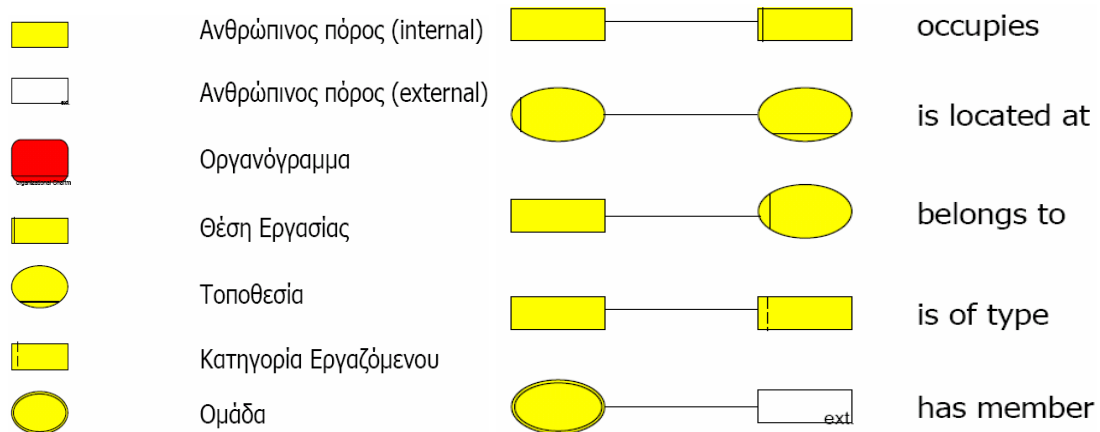 Ανθρώπινος πόρος (internal)
Ανθρώπινος πόρος (external)
Οργανόγραμμα
Θέση Εργασίας
Τοποθεσία
Κατηγορία Εργαζόμενου
Ομάδα
occupies
is located at
belongs to
is of type
ext
has member